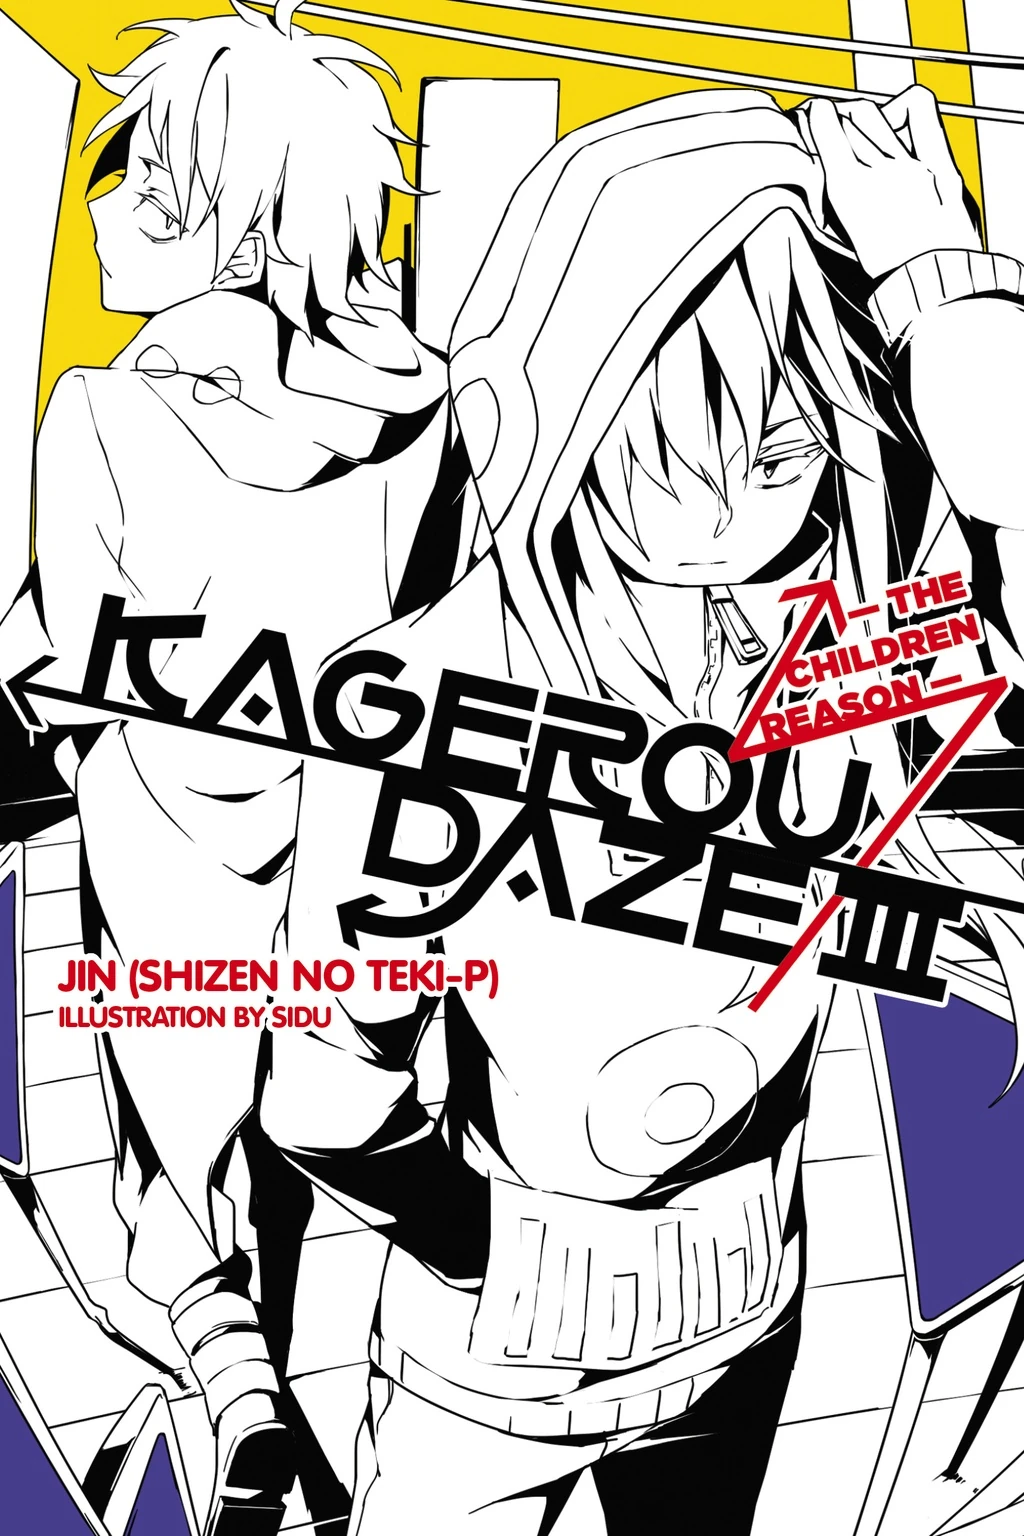 KAGEROU
DAZE III
— THE
CHILDREN
REASON —
JIN (SHIZEN NO TEKI-P)
ILLUSTRATION BY SIDU